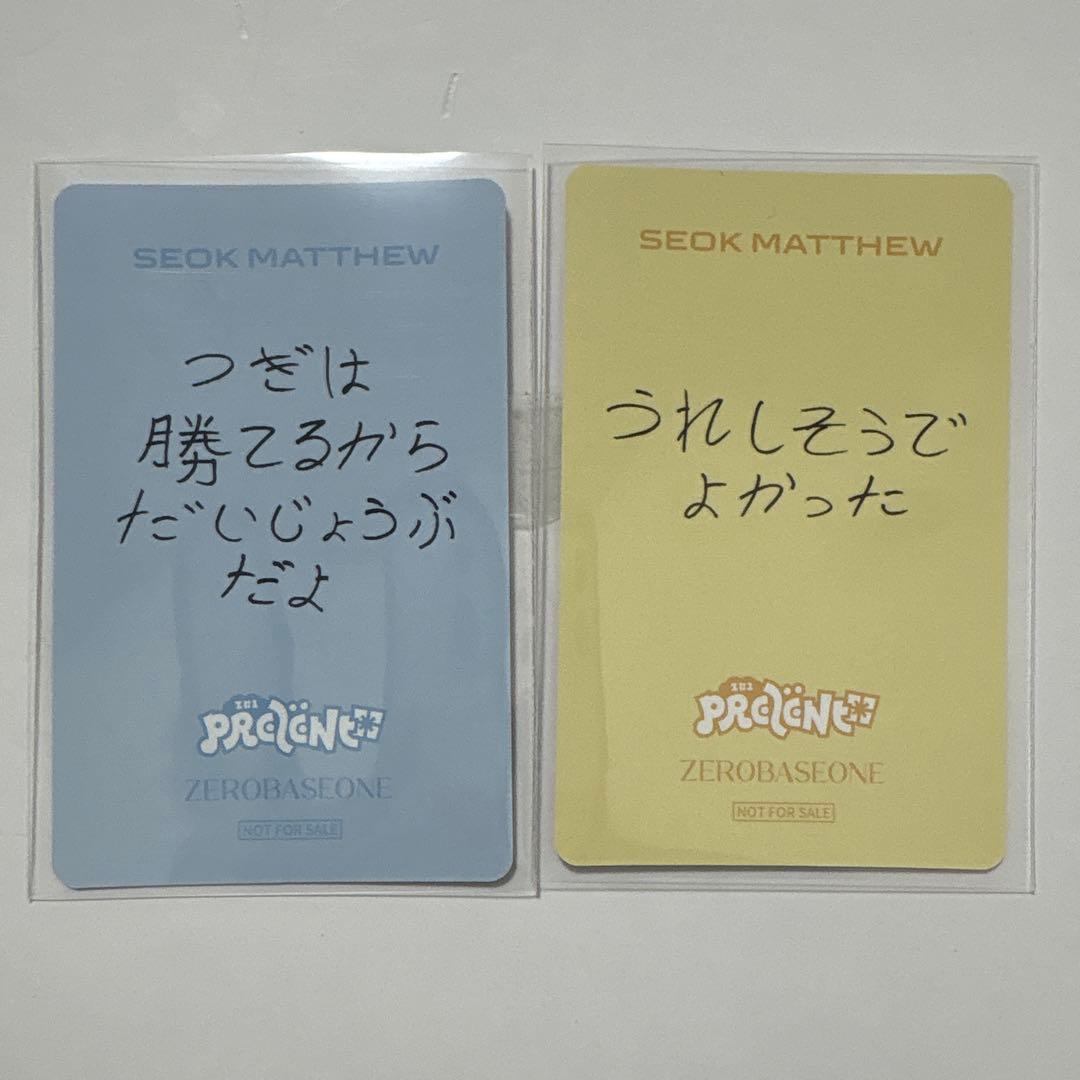 SEOK MATTHEW
つぎは
勝てるから
だいじょうぶ
だよ
ZB1
PRESENT
ZEROBASEONE
NOT FOR SALE
SEOK MATTHEW
うれしそうで
よかった
ZB1
PRESENT
ZEROBASEONE
NOT FOR SALE